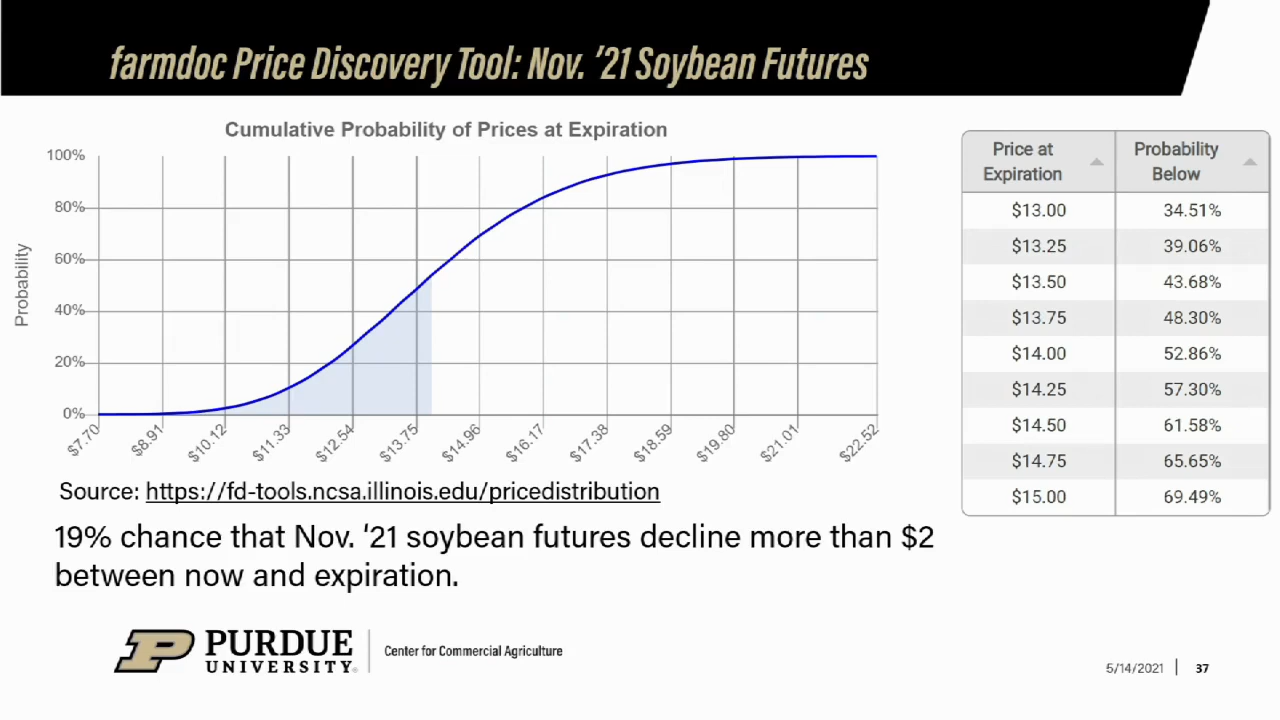 farmdoc Price Discovery Tool: Nov. '21 Soybean Futures
Cumulative Probability of Prices at Expiration
Probability
100%
80%
60%
40%
20%
0%
$7.70
$8.91
$10.12
$11.33
$12.54
$13.75
$14.96
$16.17
$17.38
$18.59
$19.80
$21.01
$22.52
Price at Expiration Probability Below
$13.00 34.51%
$13.25 39.06%
$13.50 43.68%
$13.75 48.30%
$14.00 52.86%
$14.25 57.30%
$14.50 61.58%
$14.75 65.65%
$15.00 69.49%
Source: https://fd-tools.ncsa.illinois.edu/pricedistribution
19% chance that Nov. '21 soybean futures decline more than $2
between now and expiration.
P PURDUE
UNIVERSITY®
Center for Commercial Agriculture
5/14/2021 | 37